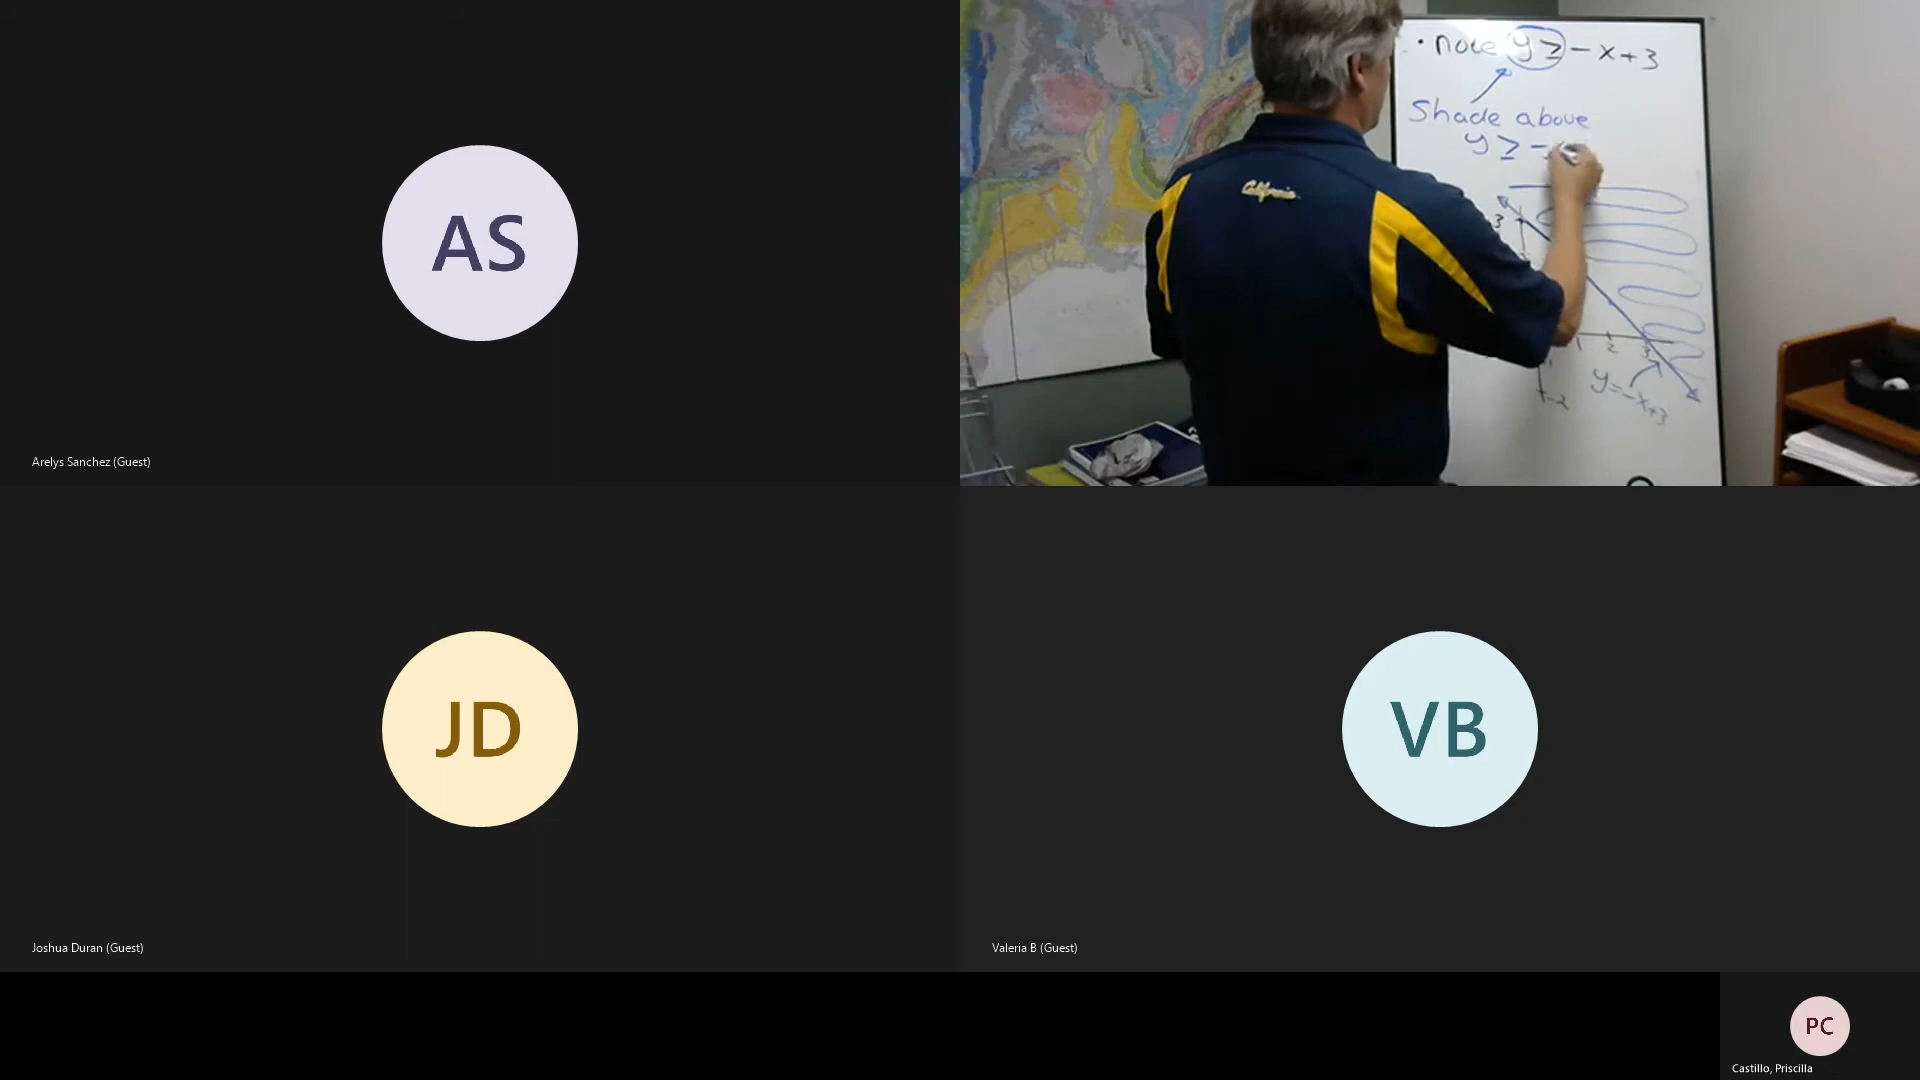 AS
Arelys Sanchez (Guest)
California
• note y ≥ -x+3
Shade above
y ≥ -
3
1 2 3
y=-x+3
-2
JD
Joshua Duran (Guest)
VB
Valeria B (Guest)
PC
Castillo, Priscilla